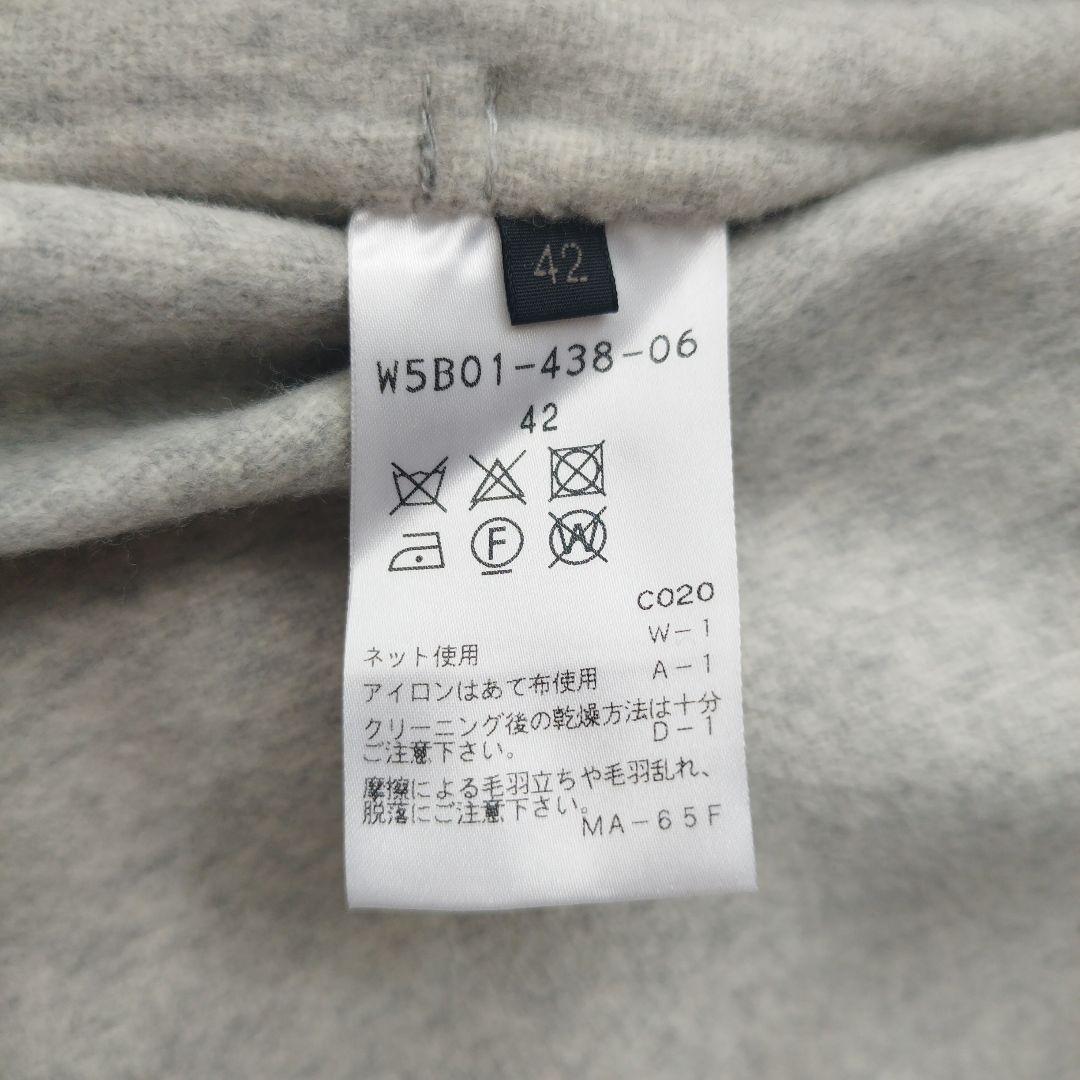 42
W5B01-438-06
42
F
W
C020
W-1
ネット使用
A-1
アイロンはあて布使用
クリーニング後の乾燥方法は十分
ご注意下さい。
D-1
摩擦による毛羽立ちや毛羽乱れ、
脱落にご注意下さい。
MA-65F